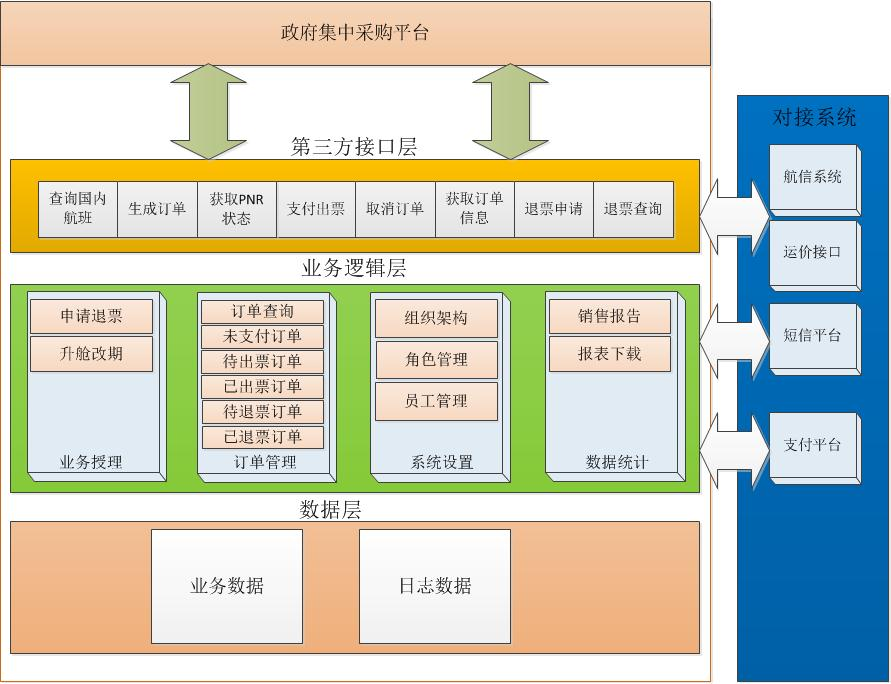 政府集中采购平台
第三方接口层
查询国内
航班
生成订单
获取PNR
状态
支付出票
取消订单
获取订单
信息
退票申请
退票查询
业务逻辑层
申请退票
升舱改期
业务授理
订单查询
未支付订单
待出票订单
已出票订单
待退票订单
已退票订单
订单管理
组织架构
角色管理
员工管理
系统设置
销售报告
报表下载
数据统计
数据层
业务数据
日志数据
对接系统
航信系统
运价接口
短信平台
支付平台